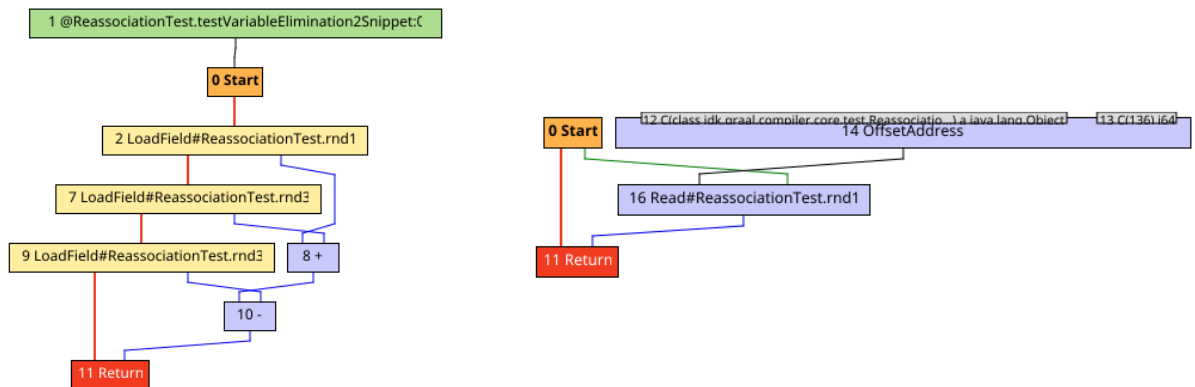 1 @ReassociationTest.testVariableElimination2Snippet:0
0 Start
2 LoadField#ReassociationTest.rnd1
7 LoadField#ReassociationTest.rnd3
9 LoadField#ReassociationTest.rnd3
8 +
10 -
11 Return
0 Start
12 C(class jdk.graal.compiler.core.test.Reassociatio...) a java.lang.Object
13 C(136) i64
14 OffsetAddress
16 Read#ReassociationTest.rnd1
11 Return